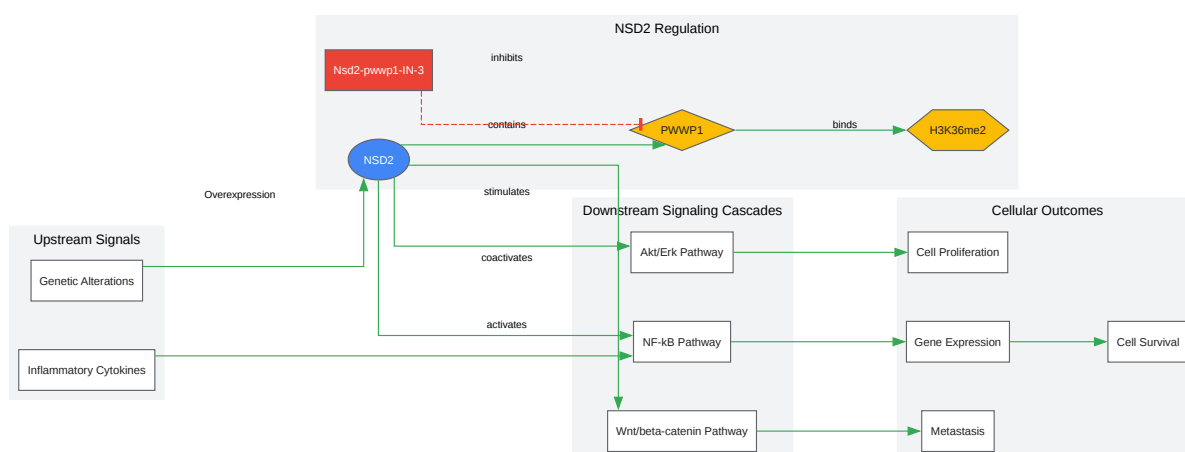 NSD2 Regulation
Nsd2-pwwp1-IN-3
inhibits
contains
PWWP1
binds
H3K36me2
NSD2
Overexpression
stimulates
Upstream Signals
Downstream Signaling Cascades
Cellular Outcomes
Genetic Alterations
coactivates
Akt/Erk Pathway
Cell Proliferation
activates
Inflammatory Cytokines
NF-kB Pathway
Gene Expression
Cell Survival
Wnt/beta-catenin Pathway
Metastasis